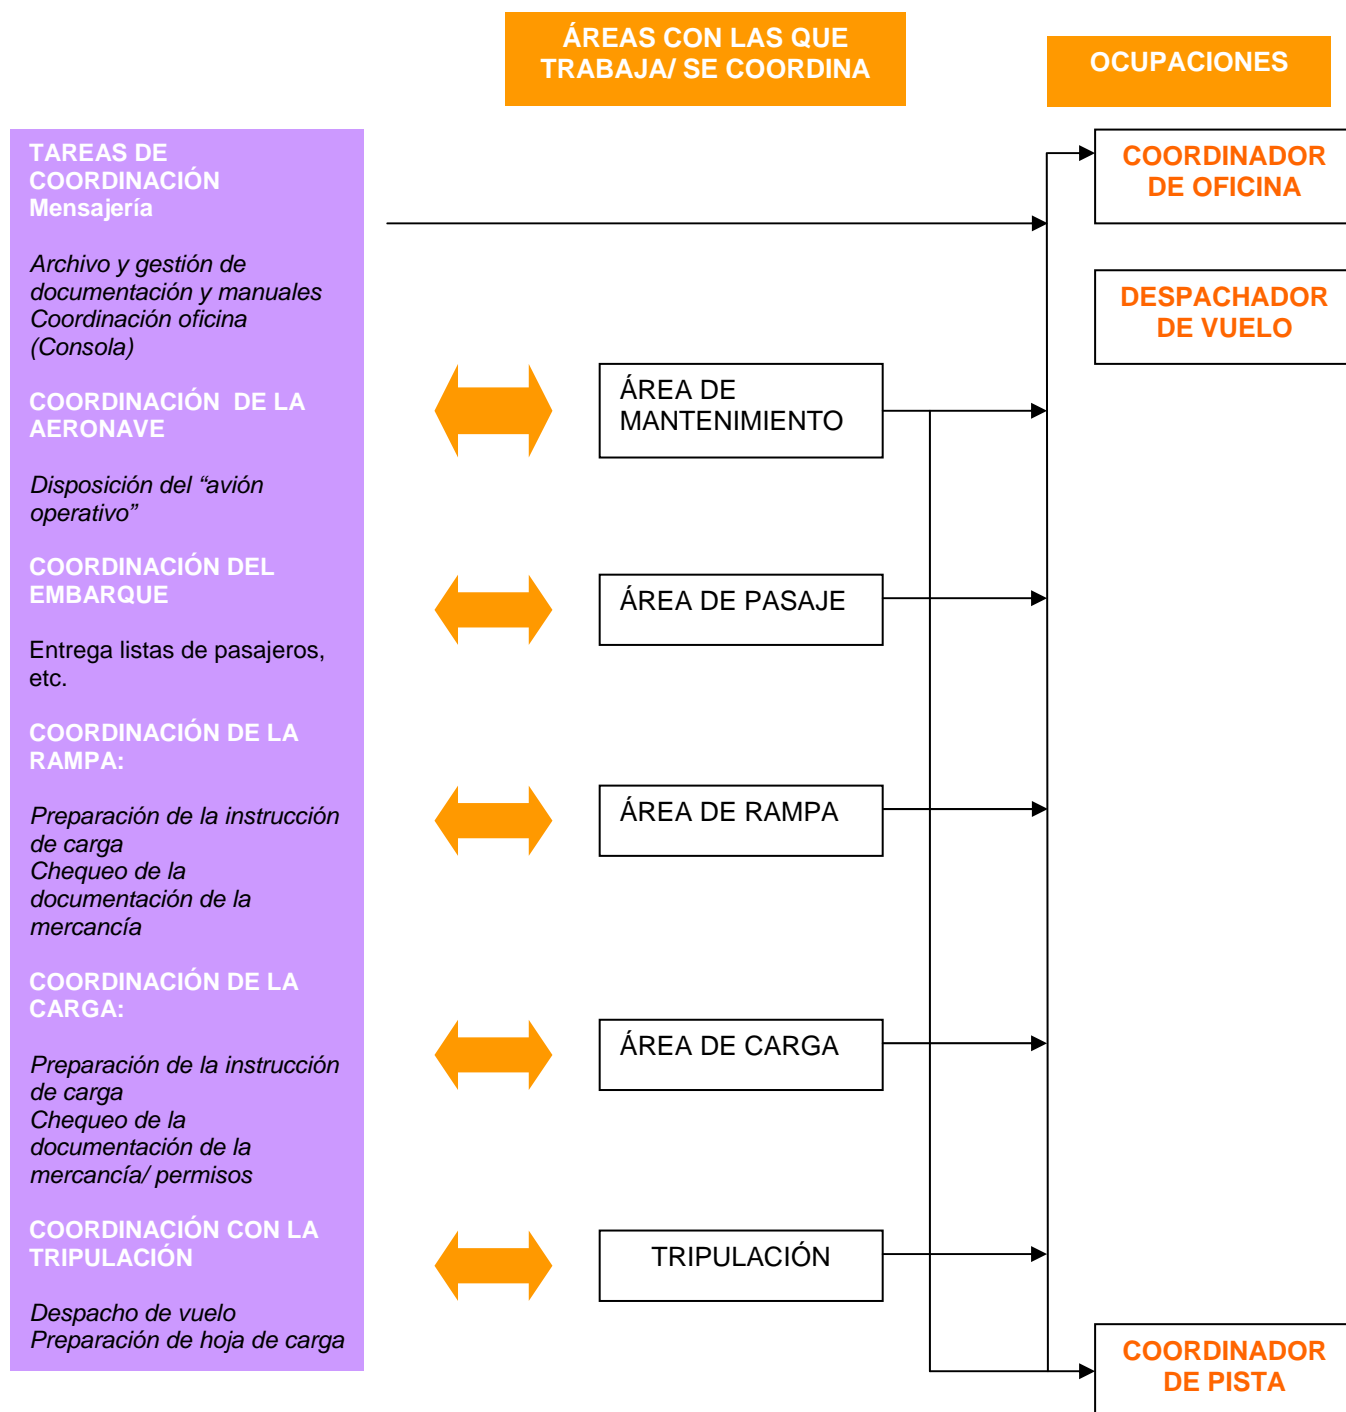 ÁREAS CON LAS QUE
TRABAJA/ SE COORDINA
OCUPACIONES
TAREAS DE
COORDINACIÓN
Mensajería
Archivo y gestión de
documentación y manuales
Coordinación oficina
(Consola)
COORDINACIÓN  DE LA
AERONAVE
Disposición del “avión
operativo”
COORDINACIÓN DEL
EMBARQUE
Entrega listas de pasajeros,
etc.
COORDINACIÓN DE LA
RAMPA:
Preparación de la instrucción
de carga
Chequeo de la
documentación de la
mercancía
COORDINACIÓN DE LA
CARGA:
Preparación de la instrucción
de carga
Chequeo de la
documentación de la
mercancía/ permisos
COORDINACIÓN CON LA
TRIPULACIÓN
Despacho de vuelo
Preparación de hoja de carga
ÁREA DE
MANTENIMIENTO
ÁREA DE PASAJE
ÁREA DE RAMPA
ÁREA DE CARGA
TRIPULACIÓN
COORDINADOR
DE OFICINA
DESPACHADOR
DE VUELO
COORDINADOR
DE PISTA